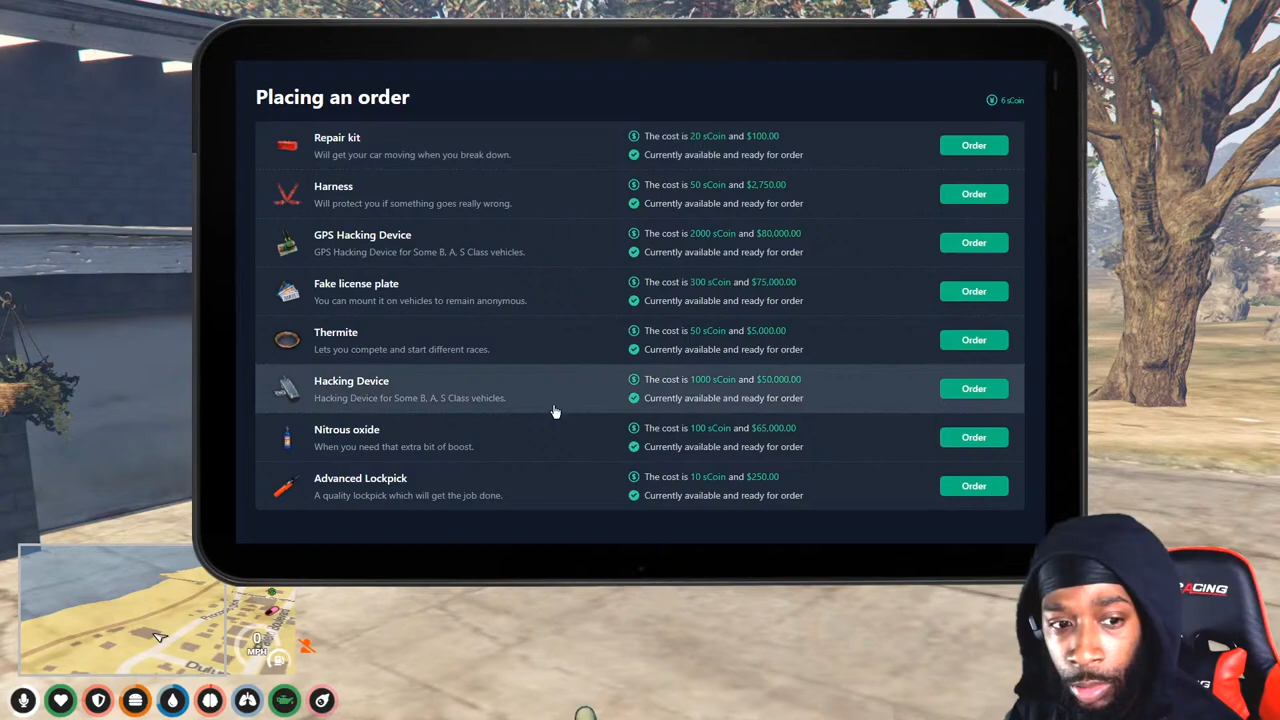 Placing an order
6 sCoin
Repair kit
Will get your car moving when you break down.
The cost is 20 sCoin and $100.00
Currently available and ready for order
Order
Harness
Will protect you if something goes really wrong.
The cost is 50 sCoin and $2,750.00
Currently available and ready for order
Order
GPS Hacking Device
GPS Hacking Device for Some B, A, S Class vehicles.
The cost is 2000 sCoin and $80,000.00
Currently available and ready for order
Order
Fake license plate
You can mount it on vehicles to remain anonymous.
The cost is 300 sCoin and $75,000.00
Currently available and ready for order
Order
Thermite
Lets you compete and start different races.
The cost is 50 sCoin and $5,000.00
Currently available and ready for order
Order
Hacking Device
Hacking Device for Some B, A, S Class vehicles.
The cost is 1000 sCoin and $50,000.00
Currently available and ready for order
Order
Nitrous oxide
When you need that extra bit of boost.
The cost is 100 sCoin and $65,000.00
Currently available and ready for order
Order
Advanced Lockpick
A quality lockpick which will get the job done.
The cost is 10 sCoin and $250.00
Currently available and ready for order
Order
0
MPH
RACING